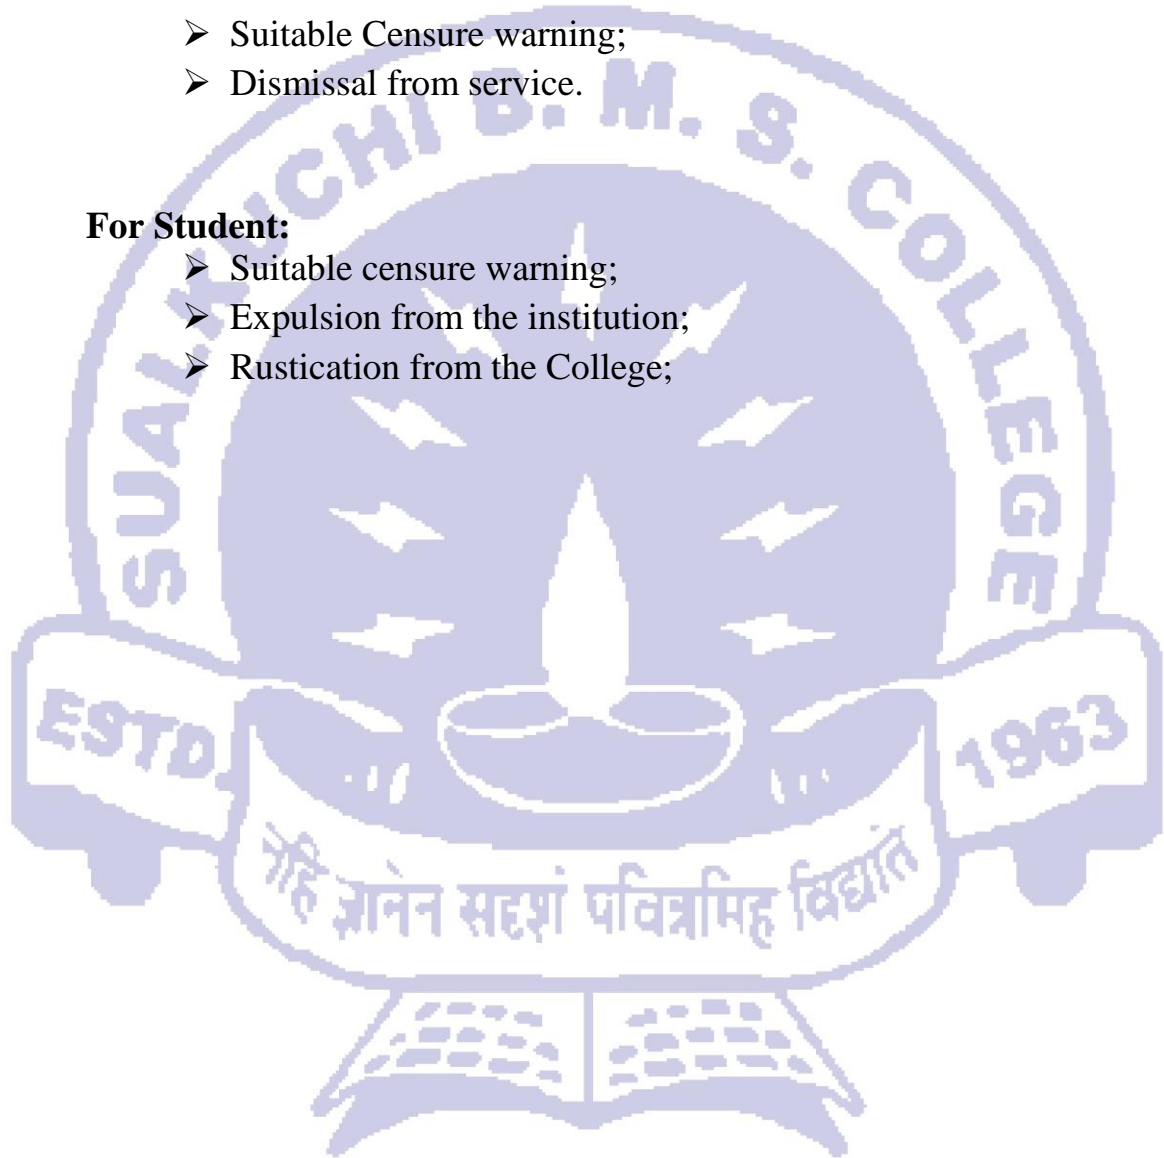 ➢ Suitable Censure warning;
➢ Dismissal from service.
For Student:
➢ Suitable censure warning;
➢ Expulsion from the institution;
➢ Rustication from the College;
SUALKUCHI B. M. S. COLLEGE
ESTD. 1963
नहि ज्ञानेन सदृशं पवित्रमिह विद्यते